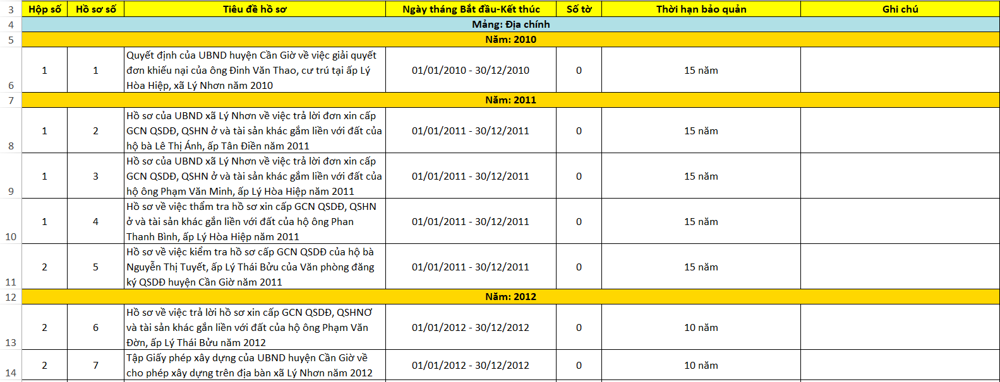 3 Hộp số Hồ sơ số Tiêu đề hồ sơ Ngày tháng Bắt đầu-Kết thúc Số tờ Thời hạn bảo quản Ghi chú
4 Mảng: Địa chính
5 Năm: 2010
Quyết định của UBND huyện Cần Giờ về việc giải quyết
1 1 đơn khiếu nại của ông Đinh Văn Thao, cư trú tại ấp Lý 01/01/2010 - 30/12/2010 0 15 năm
6 Hòa Hiệp, xã Lý Nhơn năm 2010
7 Năm: 2011
Hồ sơ của UBND xã Lý Nhơn về việc trả lời đơn xin cấp
1 2 GCN QSDĐ, QSHN ở và tài sản khác gắm liền với đất của 01/01/2011 - 30/12/2011 0 15 năm
8 hộ bà Lê Thị Ánh, ấp Tân Điền năm 2011
Hồ sơ của UBND xã Lý Nhơn về việc trả lời đơn xin cấp
1 3 GCN QSDĐ, QSHN ở và tài sản khác gắm liền với đất của 01/01/2011 - 30/12/2011 0 15 năm
9 hộ ông Phạm Văn Minh, ấp Lý Hòa Hiệp năm 2011
Hồ sơ về việc thẩm tra hồ sơ xin cấp GCN QSDĐ, QSHN
1 4 ở và tài sản khác gắn liền với đất của hộ ông Phan 01/01/2011 - 30/12/2011 0 15 năm
10 Thanh Bình, ấp Lý Hòa Hiệp năm 2011
Hồ sơ về việc kiểm tra hồ sơ cấp GCN QSDĐ của hộ bà
2 5 Nguyễn Thị Tuyết, ấp Lý Thái Bửu của Văn phòng đăng 01/01/2011 - 30/12/2011 0 15 năm
11 ký QSDĐ huyện Cần Giờ năm 2011
12 Năm: 2012
Hồ sơ về việc trả lời hồ sơ xin cấp GCN QSDĐ, QSHNƠ
2 6 và tài sản khác gắn liền với đất của hộ ông Phạm Văn 01/01/2012 - 30/12/2012 0 10 năm
13 Đờn, ấp Lý Thái Bửu năm 2012
Tập Giấy phép xây dựng của UBND huyện Cần Giờ về
2 7 01/01/2012 - 30/12/2012 0 10 năm
14 cho phép xây dựng trên địa bàn xã Lý Nhơn năm 2012